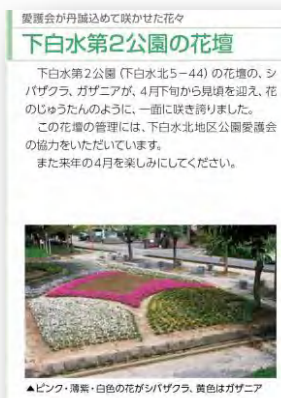 愛護会が丹誠込めて咲かせた花々
下白水第2公園の花壇
下白水第2公園（下白水北5－44）の花壇の、シ
バザクラ、ガザニアが、4月下旬から見頃を迎え、花
のじゅうたんのように、一面に咲き誇りました。
この花壇の管理には、下白水北地区公園愛護会
の協力をいただいています。
また来年の4月を楽しみにしてください。
▲ピンク・薄紫・白色の花がシバザクラ、黄色はガザニア